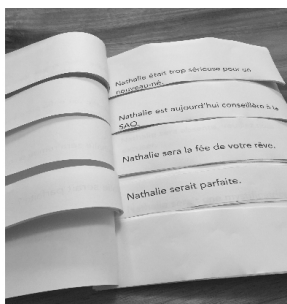 Nathalie était trop sérieuse pour un
nouveau-né.
Nathalie est aujourd'hui conseillère à la
SAQ.
Nathalie sera la fée de votre rêve.
Nathalie serait parfaite.